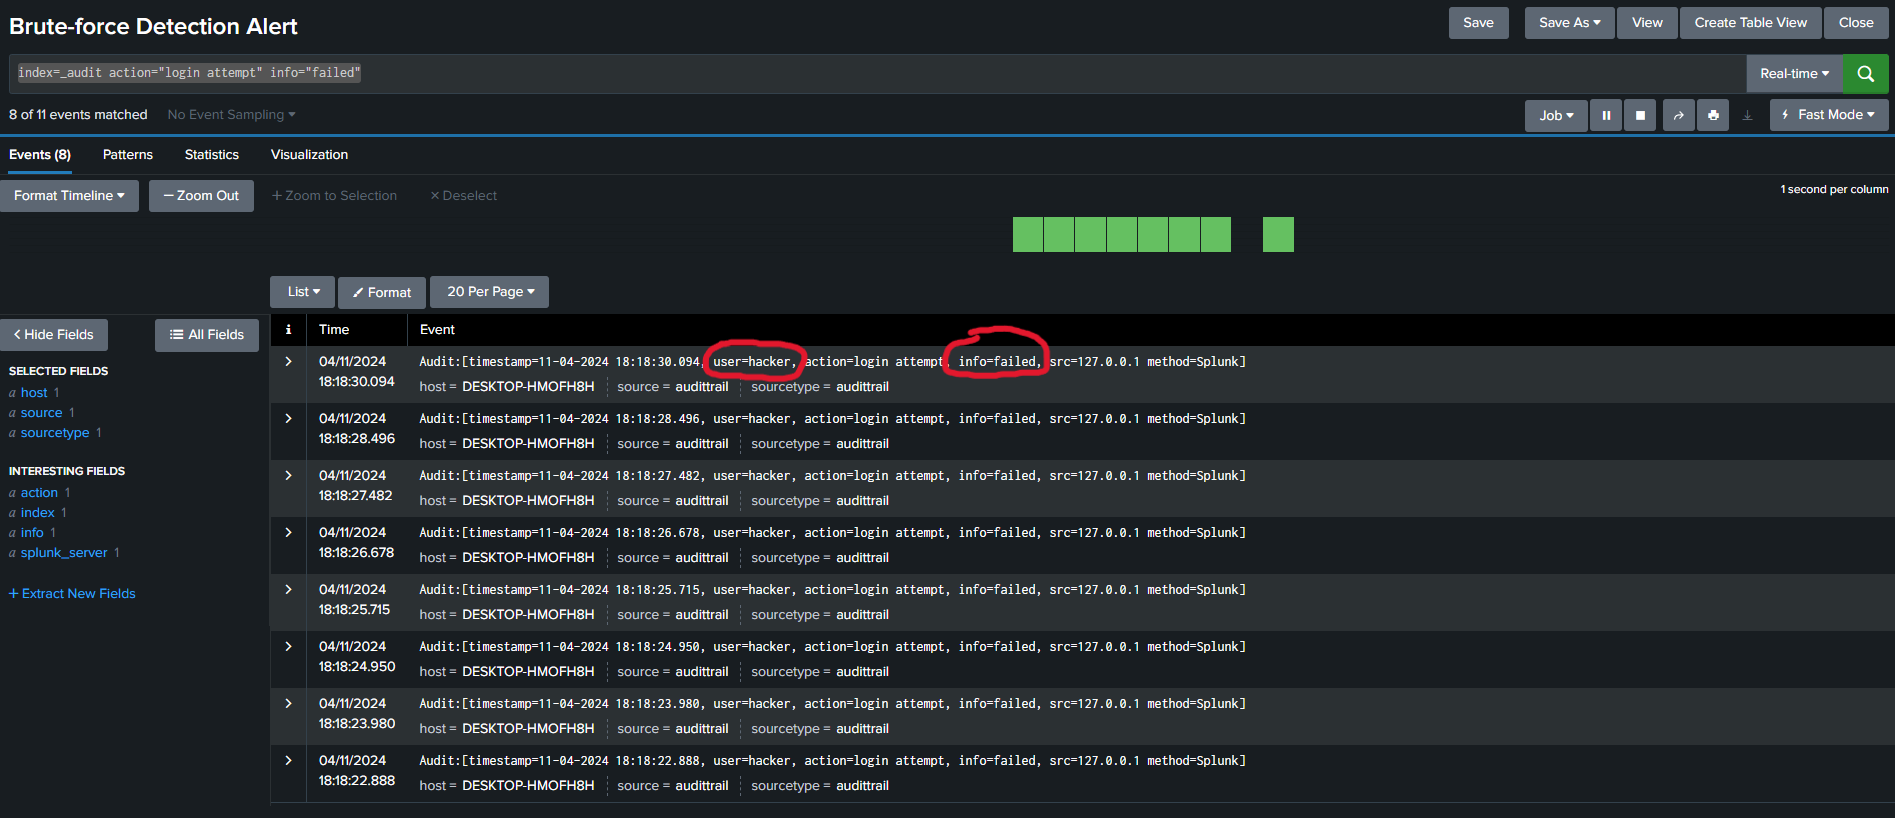 Brute-force Detection Alert
Save Save As View Create Table View Close
index=_audit action="login attempt" info="failed"
Real-time
8 of 11 events matched No Event Sampling
Job Fast Mode
Events (8) Patterns Statistics Visualization
Format Timeline — Zoom Out + Zoom to Selection × Deselect
1 second per column
List Format 20 Per Page
< Hide Fields All Fields
i Time Event
SELECTED FIELDS
a host 1
a source 1
a sourcetype 1
INTERESTING FIELDS
a action 1
a index 1
a info 1
a splunk_server 1
+ Extract New Fields
> 04/11/2024 Audit:[timestamp=11-04-2024 18:18:30.094, user=hacker, action=login attempt, info=failed, src=127.0.0.1 method=Splunk]
18:18:30.094 host = DESKTOP-HMOFH8H source = audittrail sourcetype = audittrail
> 04/11/2024 Audit:[timestamp=11-04-2024 18:18:28.496, user=hacker, action=login attempt, info=failed, src=127.0.0.1 method=Splunk]
18:18:28.496 host = DESKTOP-HMOFH8H source = audittrail sourcetype = audittrail
> 04/11/2024 Audit:[timestamp=11-04-2024 18:18:27.482, user=hacker, action=login attempt, info=failed, src=127.0.0.1 method=Splunk]
18:18:27.482 host = DESKTOP-HMOFH8H source = audittrail sourcetype = audittrail
> 04/11/2024 Audit:[timestamp=11-04-2024 18:18:26.678, user=hacker, action=login attempt, info=failed, src=127.0.0.1 method=Splunk]
18:18:26.678 host = DESKTOP-HMOFH8H source = audittrail sourcetype = audittrail
> 04/11/2024 Audit:[timestamp=11-04-2024 18:18:25.715, user=hacker, action=login attempt, info=failed, src=127.0.0.1 method=Splunk]
18:18:25.715 host = DESKTOP-HMOFH8H source = audittrail sourcetype = audittrail
> 04/11/2024 Audit:[timestamp=11-04-2024 18:18:24.950, user=hacker, action=login attempt, info=failed, src=127.0.0.1 method=Splunk]
18:18:24.950 host = DESKTOP-HMOFH8H source = audittrail sourcetype = audittrail
> 04/11/2024 Audit:[timestamp=11-04-2024 18:18:23.980, user=hacker, action=login attempt, info=failed, src=127.0.0.1 method=Splunk]
18:18:23.980 host = DESKTOP-HMOFH8H source = audittrail sourcetype = audittrail
> 04/11/2024 Audit:[timestamp=11-04-2024 18:18:22.888, user=hacker, action=login attempt, info=failed, src=127.0.0.1 method=Splunk]
18:18:22.888 host = DESKTOP-HMOFH8H source = audittrail sourcetype = audittrail